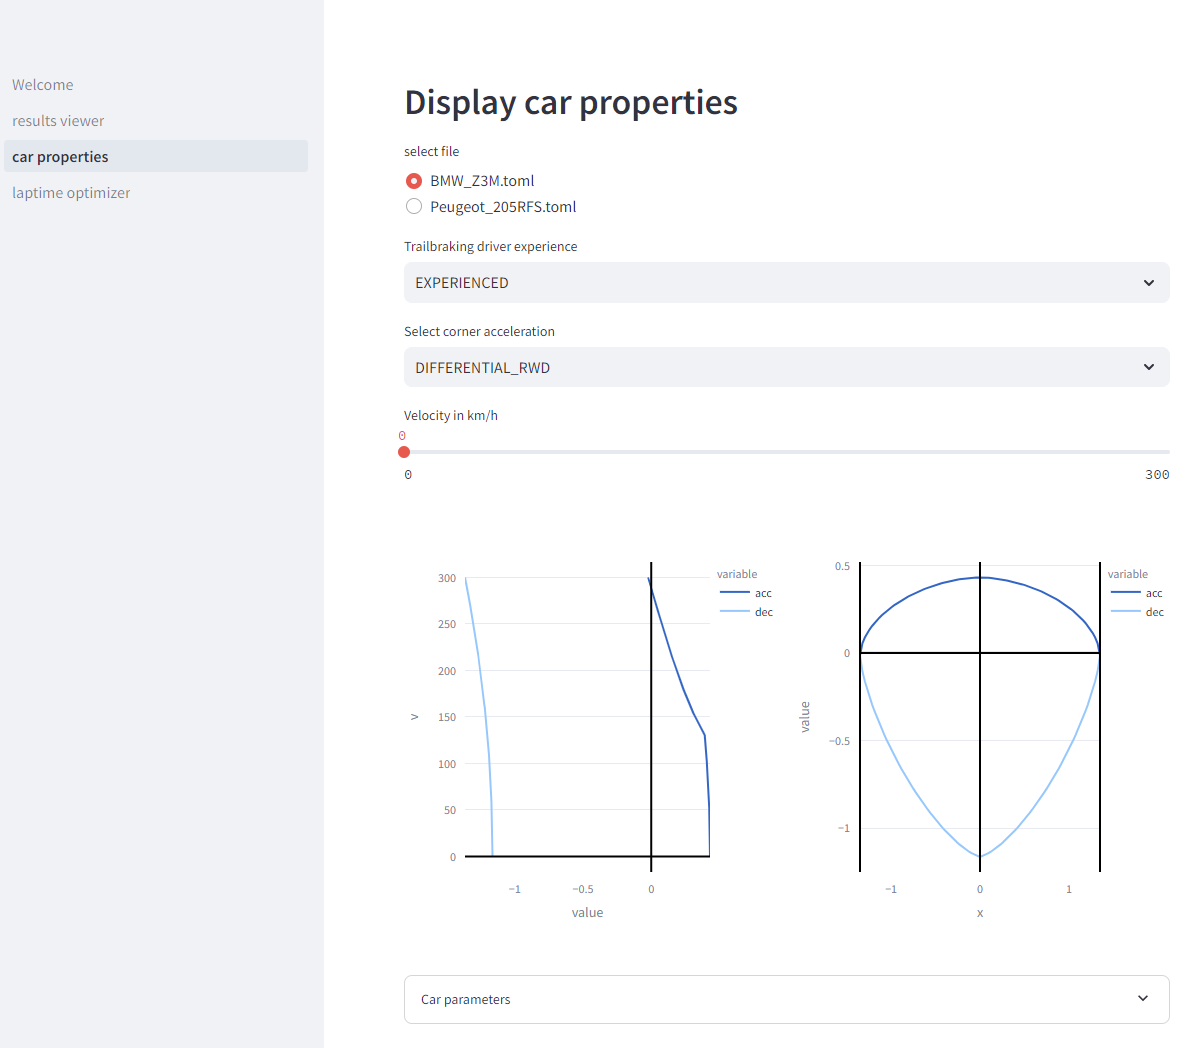 Welcome
results viewer
car properties
laptime optimizer
Display car properties
select file
BMW_Z3M.toml
Peugeot_205RFS.toml
Trailbraking driver experience
EXPERIENCED
Select corner acceleration
DIFFERENTIAL_RWD
Velocity in km/h
0
0 300
300
250
200
150
100
50
0
v
−1 −0.5 0
value
variable
acc
dec
0.5
0
−0.5
−1
value
−1 0 1
x
variable
acc
dec
Car parameters